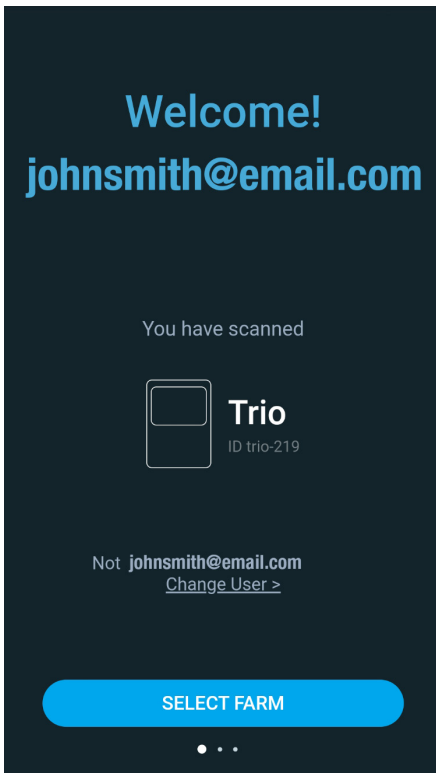 Welcome!
johnsmith@email.com
You have scanned
Trio
ID trio-219
Not johnsmith@email.com
Change User >
SELECT FARM